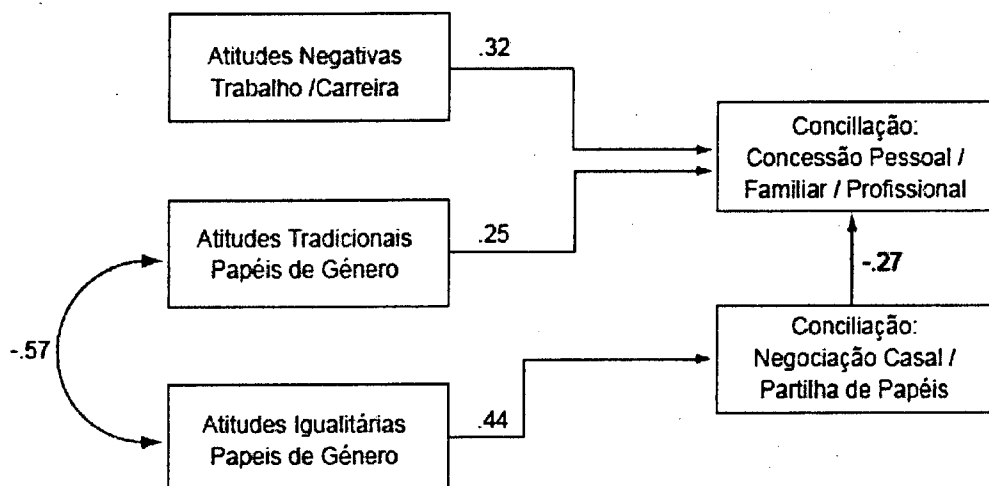 Atitudes Negativas
Trabalho /Carreira
.32
Conciliação:
Concessão Pessoal /
Familiar / Profissional
Atitudes Tradicionais
Papéis de Género
.25
-.27
-.57
Conciliação:
Negociação Casal /
Partilha de Papéis
Atitudes Igualitárias
Papeis de Género
.44